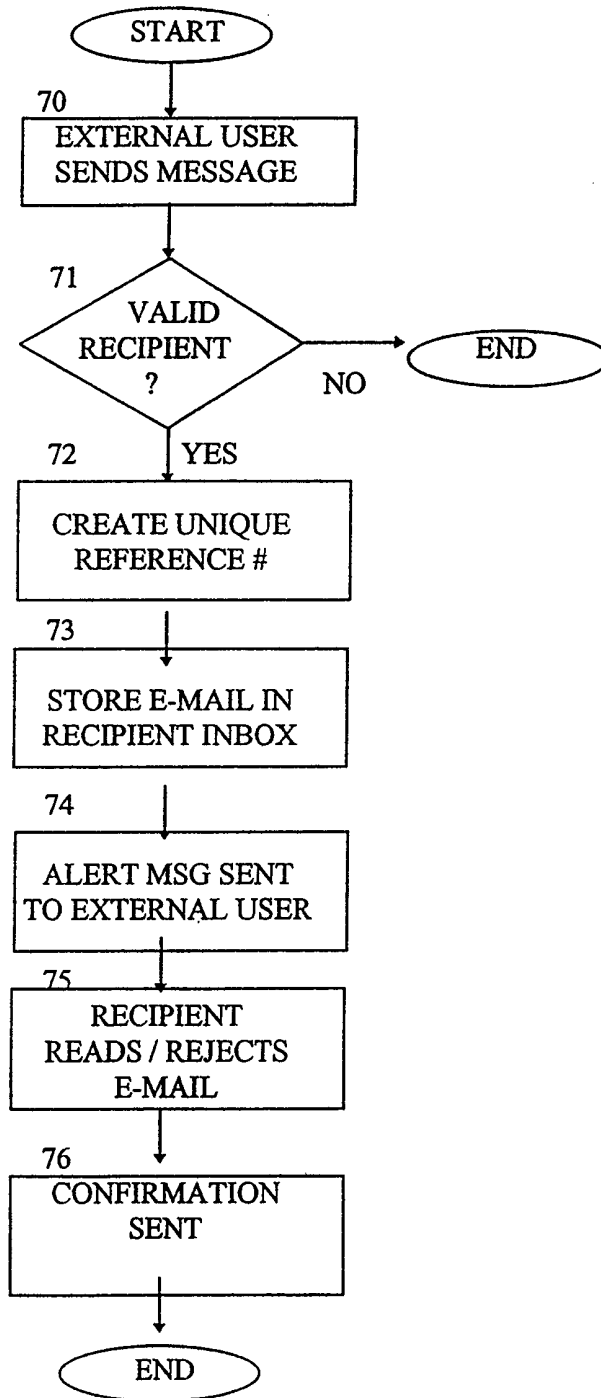 START
70
EXTERNAL USER
SENDS MESSAGE
71
VALID
RECIPIENT
?
NO
END
72
YES
CREATE UNIQUE
REFERENCE #
73
STORE E-MAIL IN
RECIPIENT INBOX
74
ALERT MSG SENT
TO EXTERNAL USER
75
RECIPIENT
READS / REJECTS
E-MAIL
76
CONFIRMATION
SENT
END